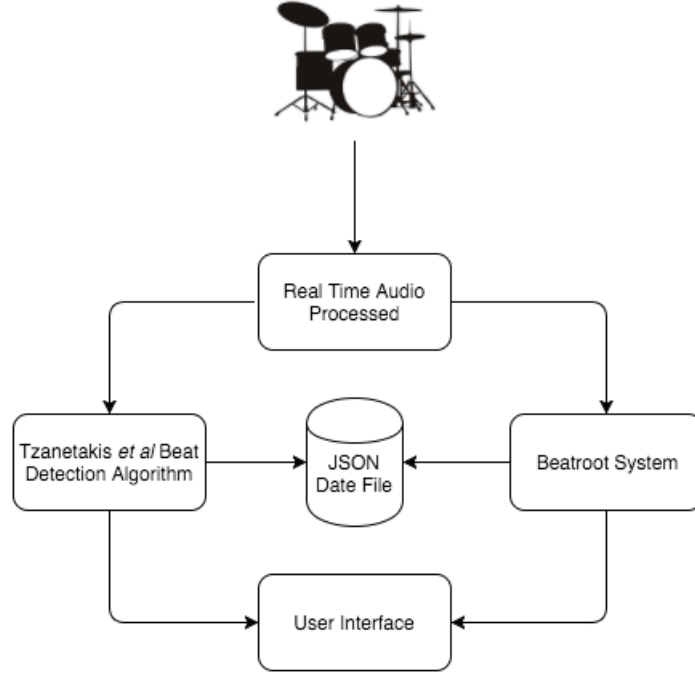 Real Time Audio
Processed
Tzanetakis et al Beat
Detection Algorithm
JSON
Date File
Beatroot System
User Interface